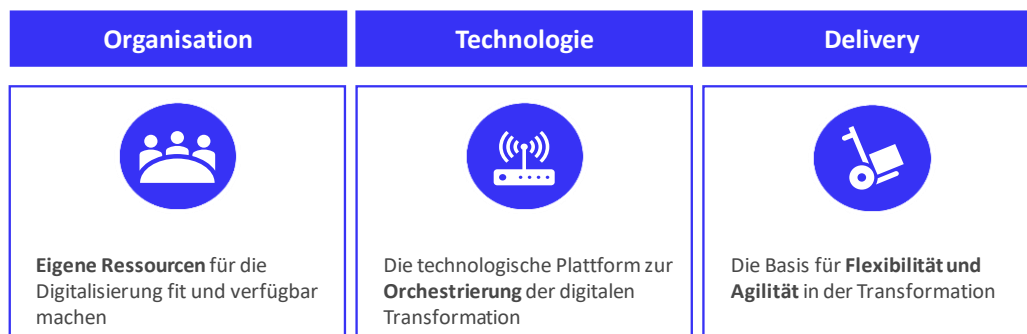 Organisation
Technologie
Delivery
Eigene Ressourcen für die
Digitalisierung fit und verfügbar
machen
Die technologische Plattform zur
Orchestrierung der digitalen
Transformation
Die Basis für Flexibilität und
Agilität in der Transformation